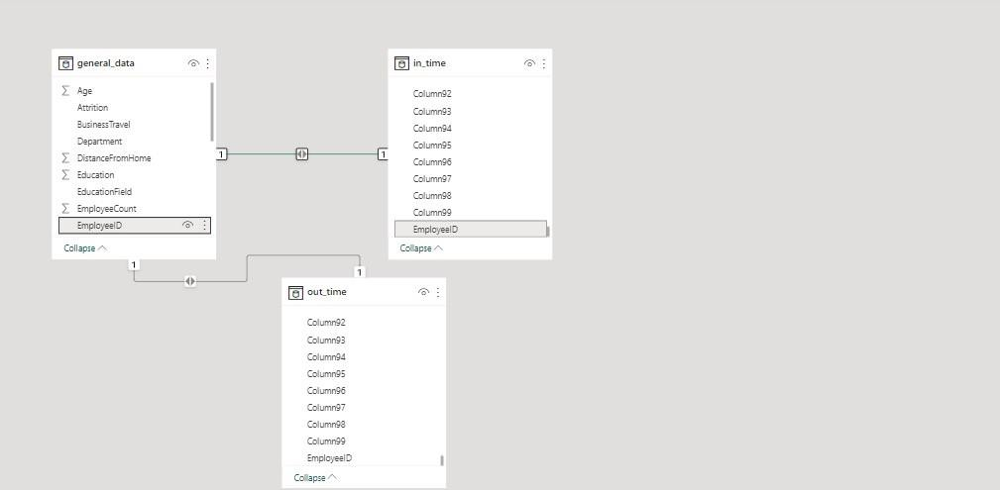 general_data
Age
Attrition
BusinessTravel
Department
DistanceFromHome
Education
EducationField
EmployeeCount
EmployeeID
Collapse
in_time
Column92
Column93
Column94
Column95
Column96
Column97
Column98
Column99
EmployeeID
Collapse
1
1
1
1
out_time
Column92
Column93
Column94
Column95
Column96
Column97
Column98
Column99
EmployeeID
Collapse